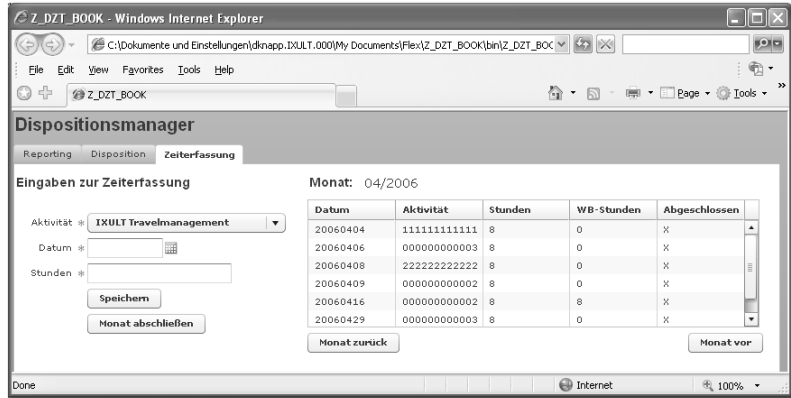 Z_DZT_BOOK - Windows Internet Explorer
C:\Dokumente und Einstellungen\dknapp.IXULT.000\My Documents\Flex\Z_DZT_BOOK\bin\Z_DZT_BOC
File Edit View Favorites Tools Help
Z_DZT_BOOK Page Tools »
Dispositionsmanager
Reporting Disposition Zeiterfassung
Eingaben zur Zeiterfassung
Aktivität * IXULT Travelmanagement
Datum *
Stunden *
Speichern
Monat abschließen
Monat: 04/2006
Datum Aktivität Stunden WB-Stunden Abgeschlossen
20060404 111111111111 8 0 X
20060406 000000000003 8 0 X
20060408 222222222222 8 0 X
20060409 000000000002 8 0 X
20060416 000000000002 8 8 X
20060429 000000000003 8 0 X
Monat zurück Monat vor
Done Internet 100%